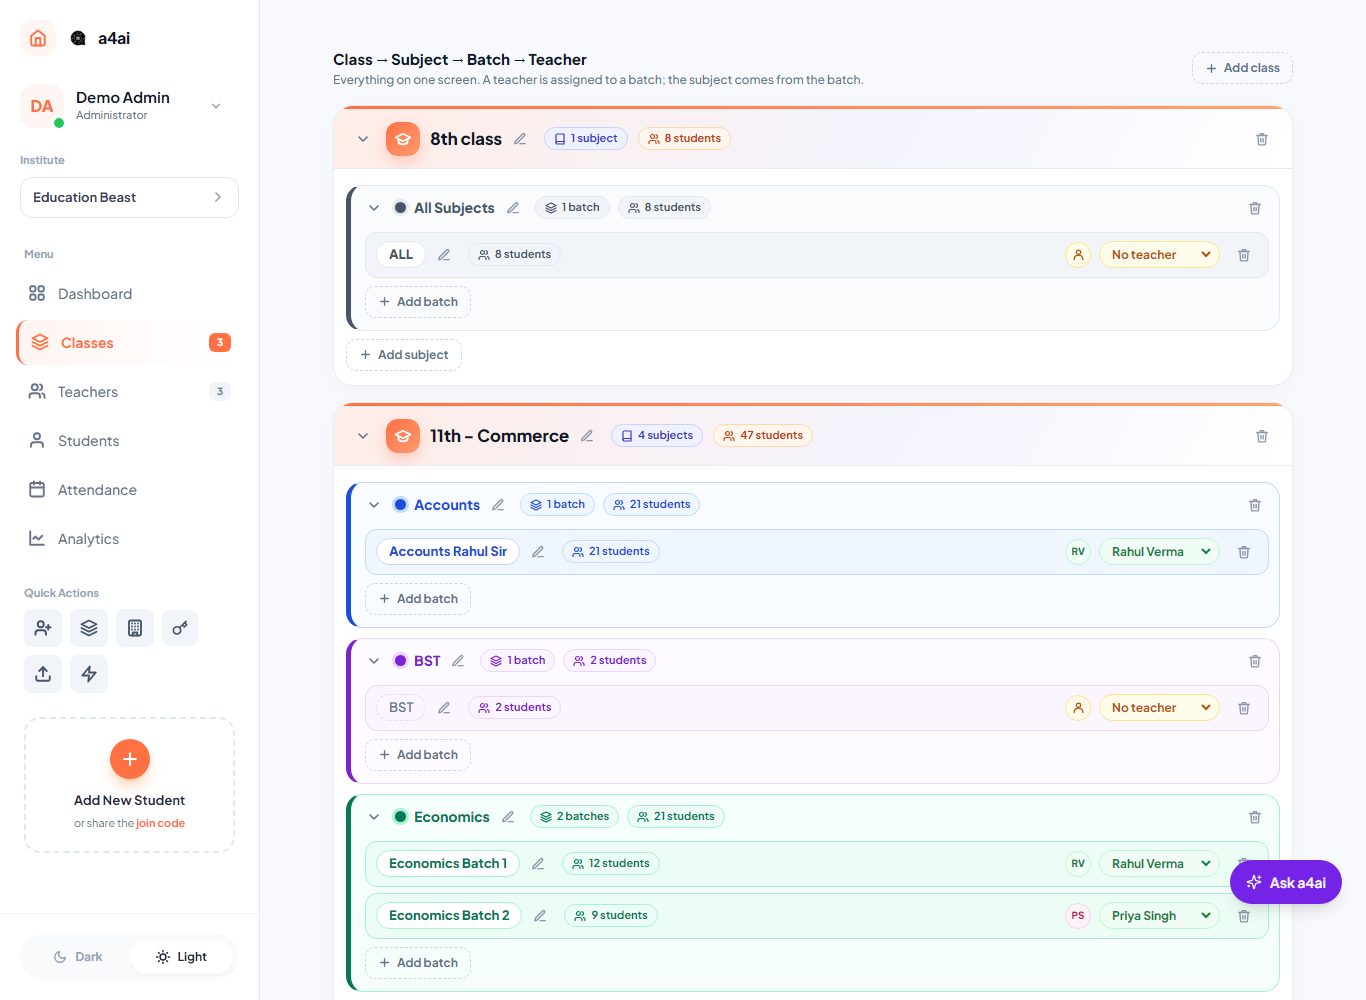 a4ai
DA
Demo Admin
Administrator
Institute
Education Beast
Menu
Dashboard
Classes 3
Teachers 3
Students
Attendance
Analytics
Quick Actions
Add New Student
or share the join code
Dark Light
Class → Subject → Batch → Teacher
Everything on one screen. A teacher is assigned to a batch; the subject comes from the batch.
Add class
8th class 1 subject 8 students
All Subjects 1 batch 8 students
ALL 8 students No teacher
Add batch
Add subject
11th - Commerce 4 subjects 47 students
Accounts 1 batch 21 students
Accounts Rahul Sir 21 students RV Rahul Verma
Add batch
BST 1 batch 2 students
BST 2 students No teacher
Add batch
Economics 2 batches 21 students
Economics Batch 1 12 students RV Rahul Verma
Ask a4ai
Economics Batch 2 9 students PS Priya Singh
Add batch